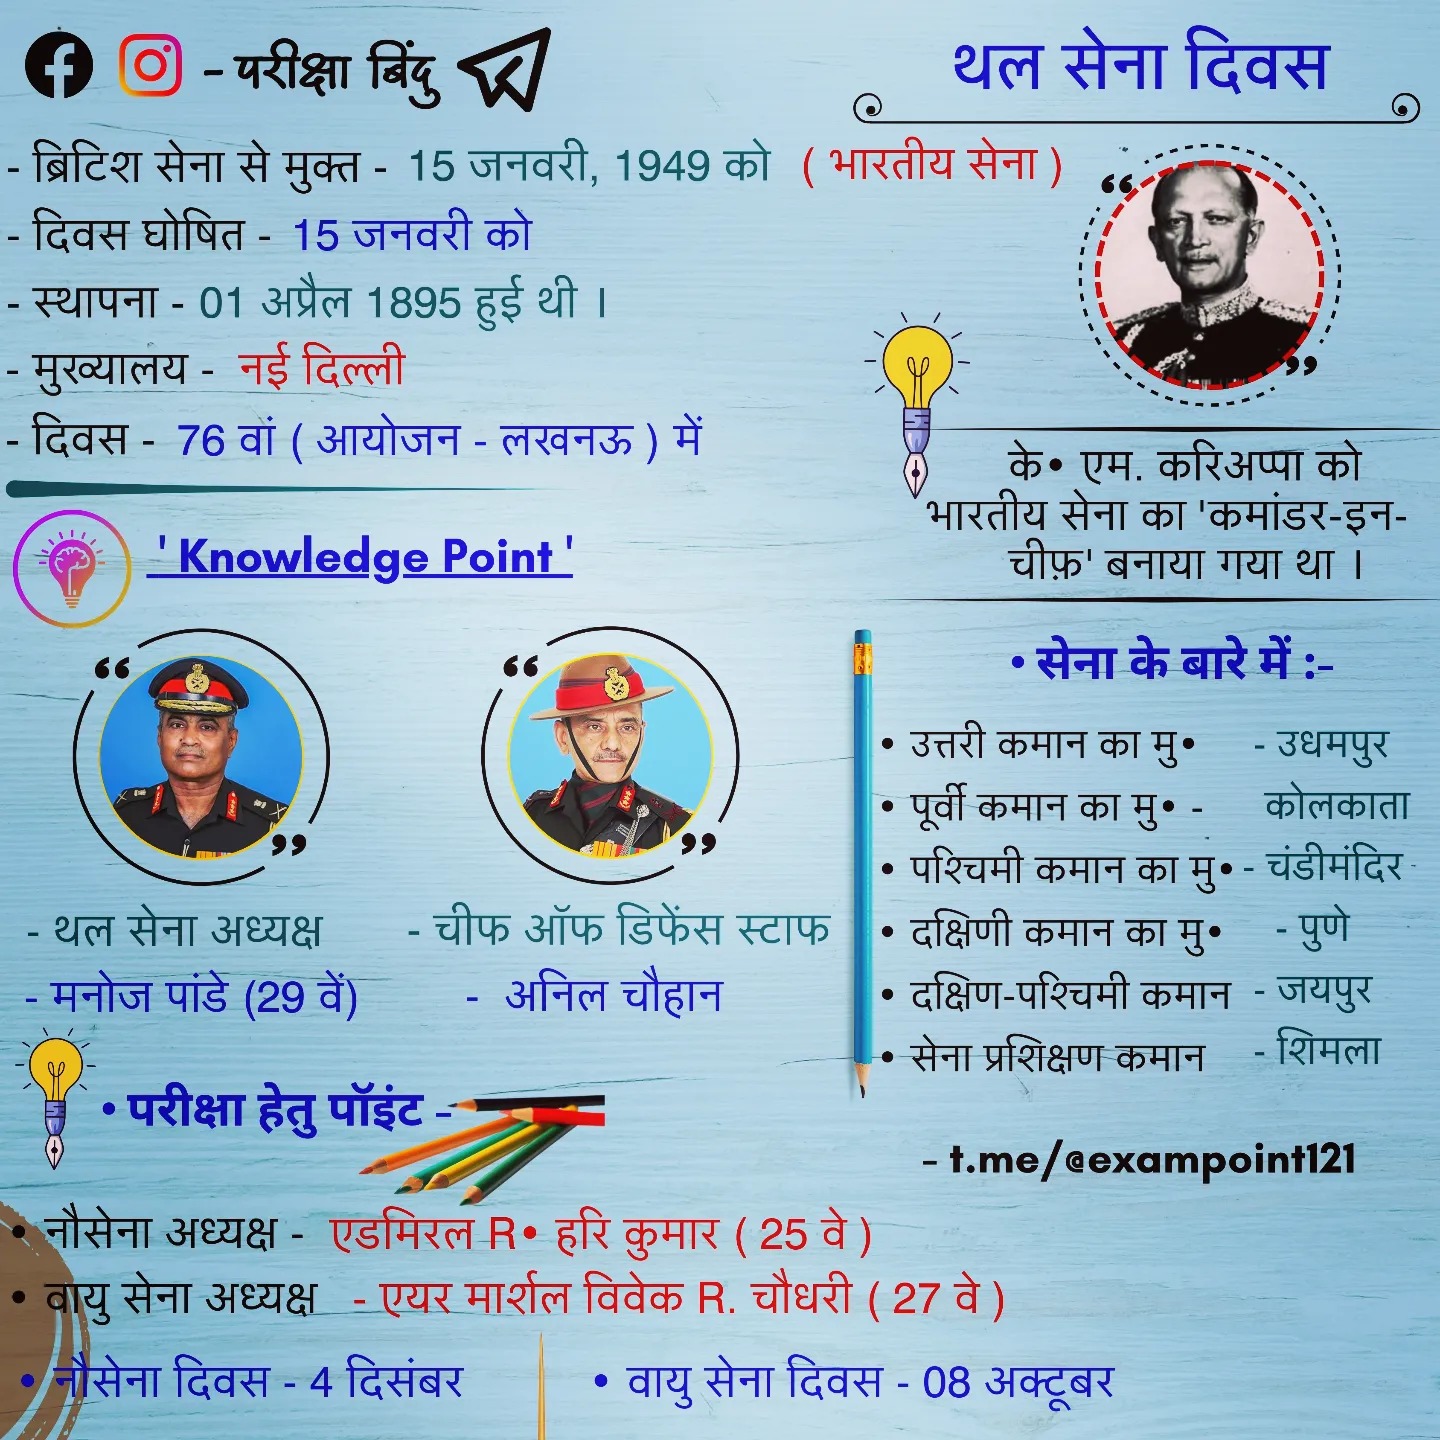 - परीक्षा बिंदु
थल सेना दिवस
- ब्रिटिश सेना से मुक्त - 15 जनवरी, 1949 को ( भारतीय सेना )
- दिवस घोषित - 15 जनवरी को
- स्थापना - 01 अप्रैल 1895 हुई थी ।
- मुख्यालय - नई दिल्ली
- दिवस - 76 वां ( आयोजन - लखनऊ ) में
के• एम. करिअप्पा को
भारतीय सेना का 'कमांडर-इन-
चीफ़' बनाया गया था ।
' Knowledge Point '
- थल सेना अध्यक्ष
- मनोज पांडे (29 वें)
- चीफ ऑफ डिफेंस स्टाफ
- अनिल चौहान
• सेना के बारे में :-
• उत्तरी कमान का मु• - उधमपुर
• पूर्वी कमान का मु• - कोलकाता
• पश्चिमी कमान का मु• - चंडीमंदिर
• दक्षिणी कमान का मु• - पुणे
• दक्षिण-पश्चिमी कमान - जयपुर
• सेना प्रशिक्षण कमान - शिमला
- t.me/@exampoint121
• परीक्षा हेतु पॉइंट -
• नौसेना अध्यक्ष - एडमिरल R• हरि कुमार ( 25 वे )
• वायु सेना अध्यक्ष - एयर मार्शल विवेक R. चौधरी ( 27 वे )
• नौसेना दिवस - 4 दिसंबर
• वायु सेना दिवस - 08 अक्टूबर